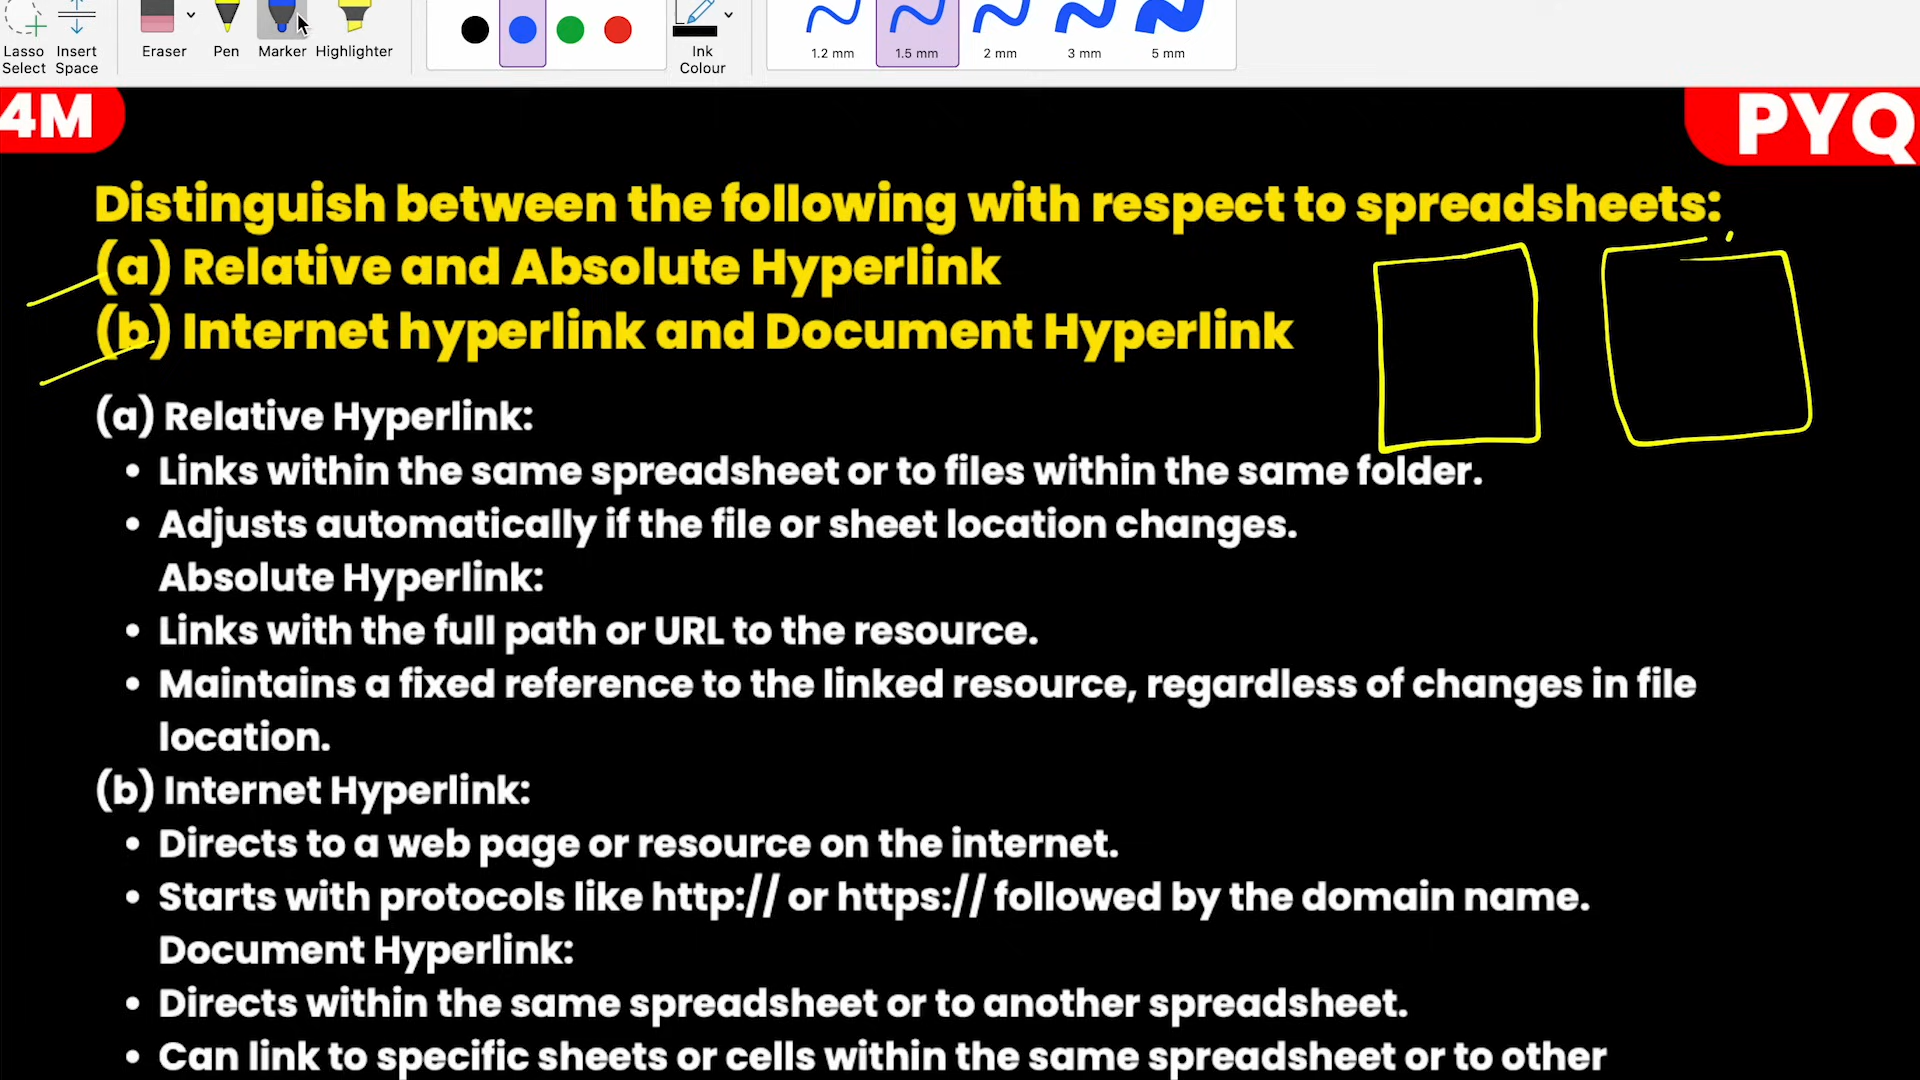 Lasso
Select
Insert
Space
Eraser
Pen
Marker
Highlighter
Ink
Colour
1.2 mm
1.5 mm
2 mm
3 mm
5 mm
4M
PYQ
Distinguish between the following with respect to spreadsheets:
(a) Relative and Absolute Hyperlink
(b) Internet hyperlink and Document Hyperlink
(a) Relative Hyperlink:
• Links within the same spreadsheet or to files within the same folder.
• Adjusts automatically if the file or sheet location changes.
Absolute Hyperlink:
• Links with the full path or URL to the resource.
• Maintains a fixed reference to the linked resource, regardless of changes in file
location.
(b) Internet Hyperlink:
• Directs to a web page or resource on the internet.
• Starts with protocols like http:// or https:// followed by the domain name.
Document Hyperlink:
• Directs within the same spreadsheet or to another spreadsheet.
• Can link to specific sheets or cells within the same spreadsheet or to other